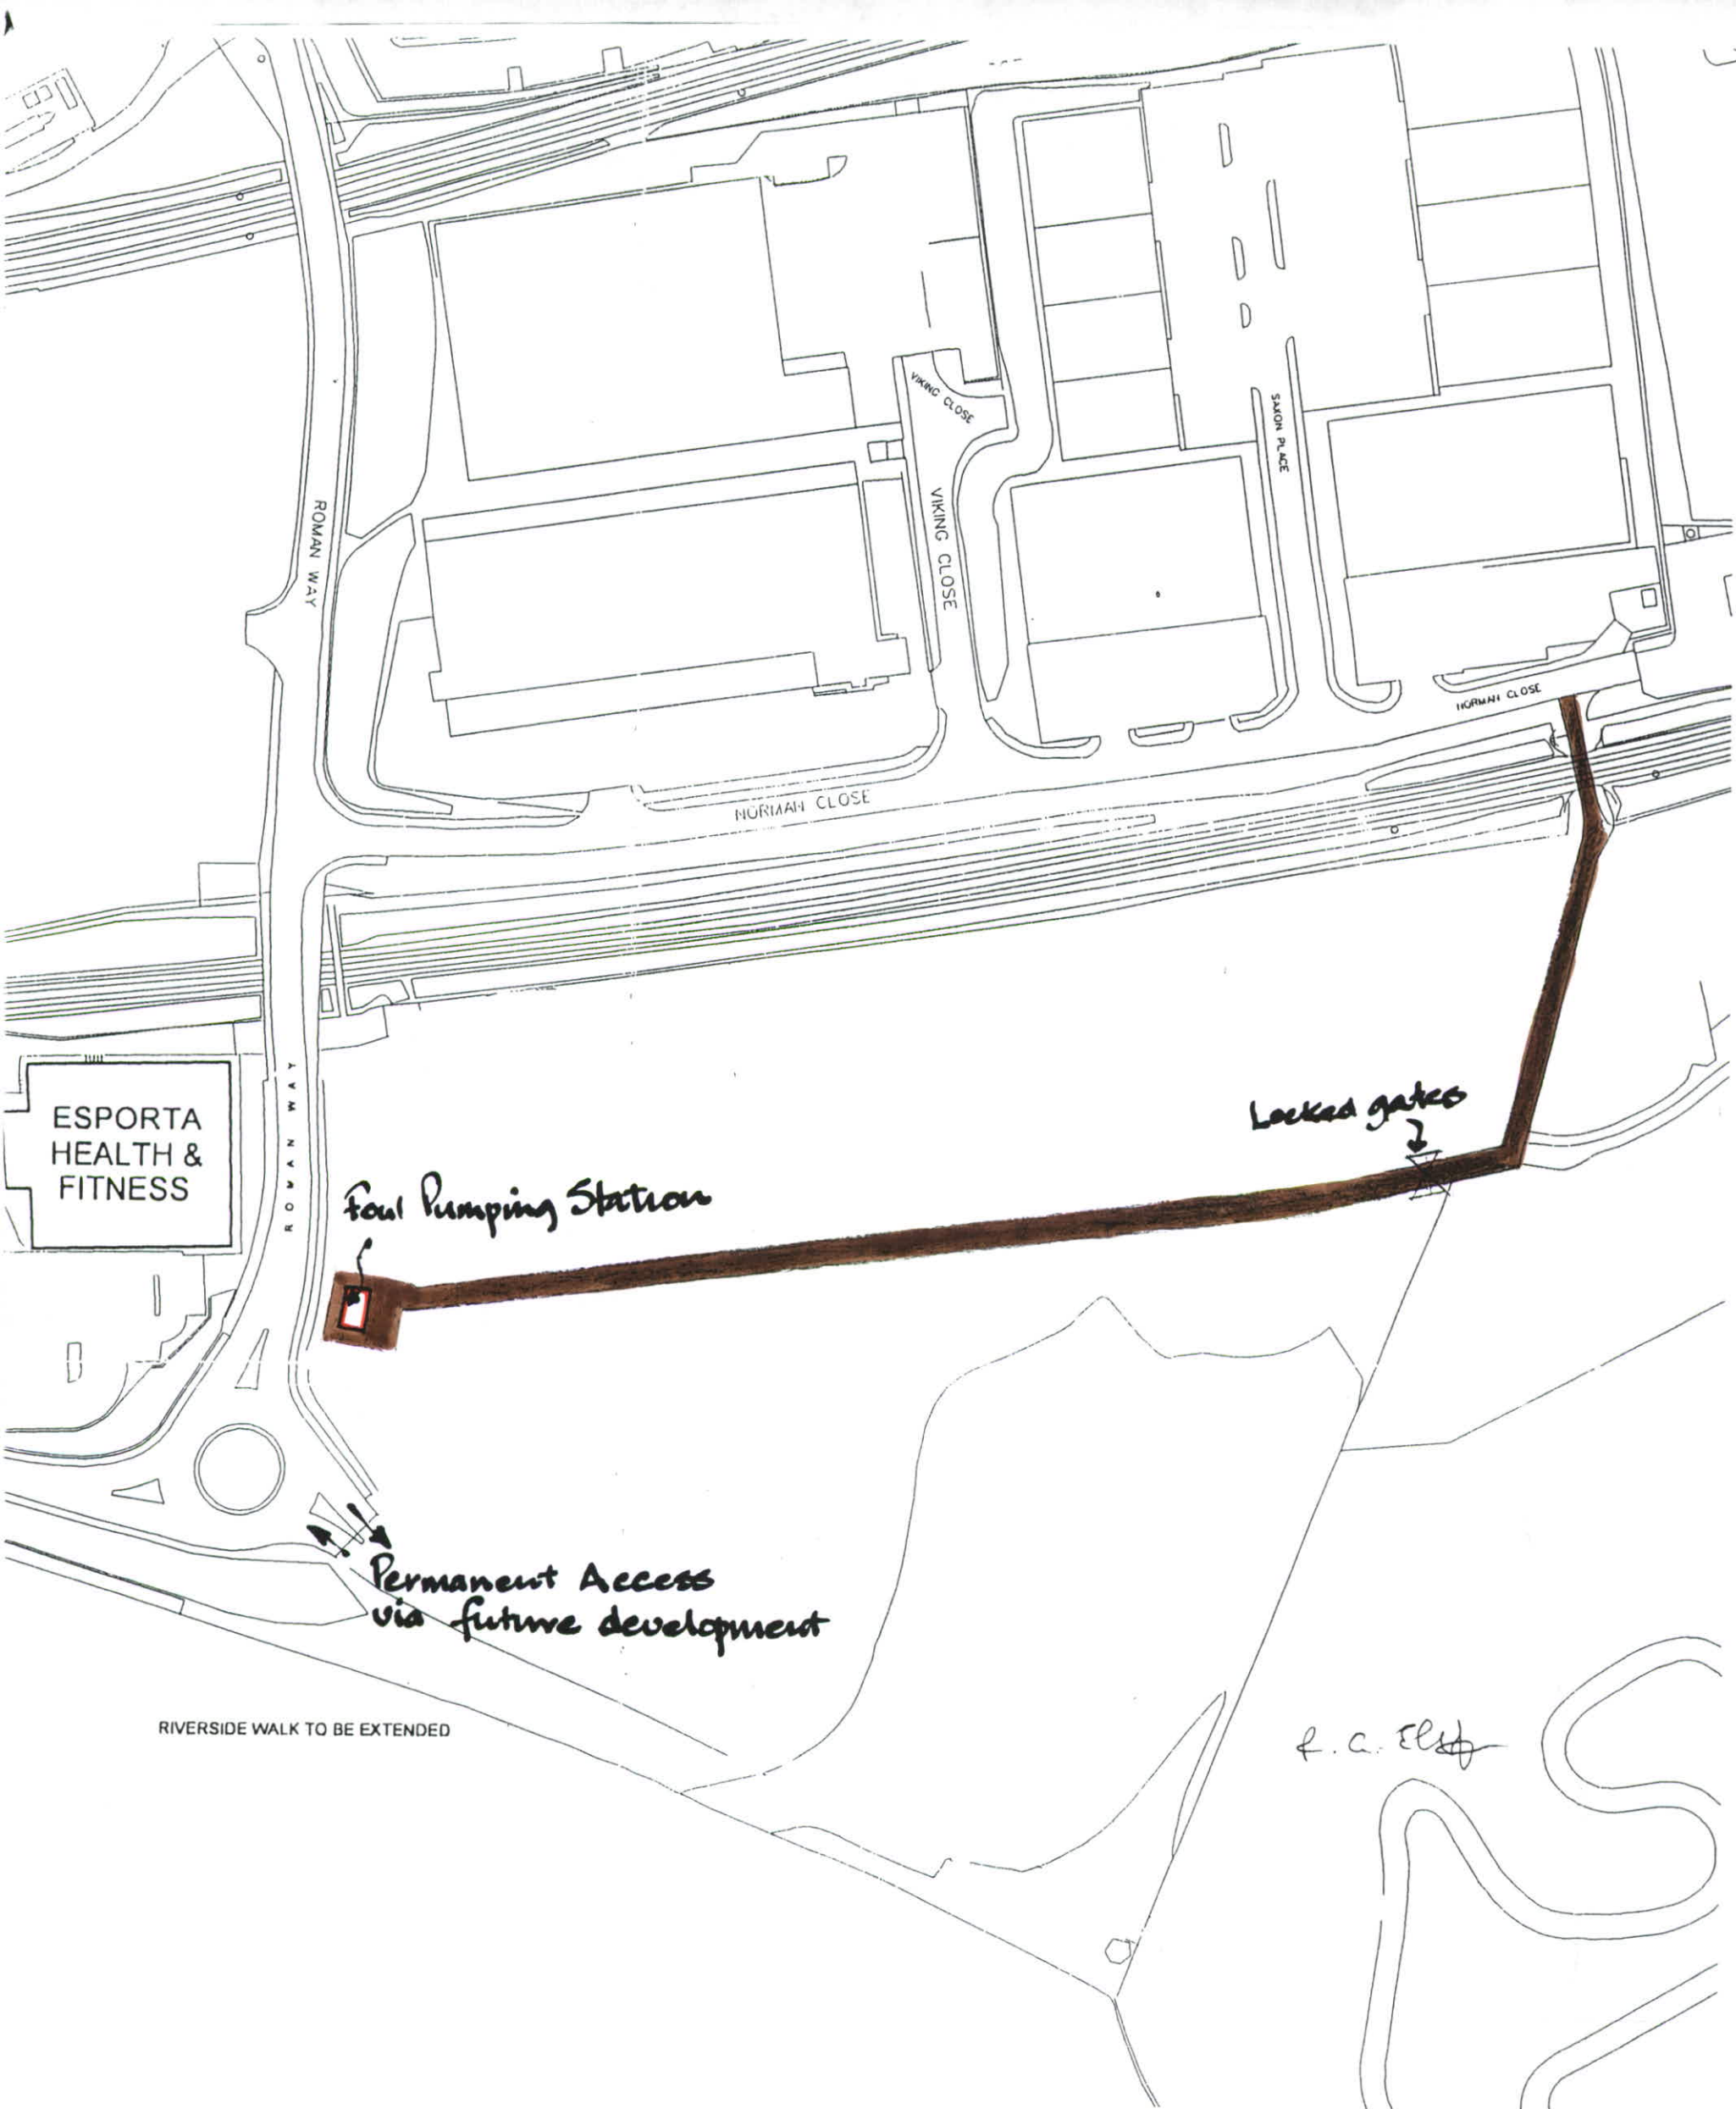 VIKING CLOSE
SAXON PLACE
ROMAN WAY
VIKING CLOSE
NORMAN CLOSE
NORMAN CLOSE
ROMAN WAY
ESPORTA
HEALTH &
FITNESS
Locked gates
Foul Pumping Station
Permanent Access
via future development
RIVERSIDE WALK TO BE EXTENDED